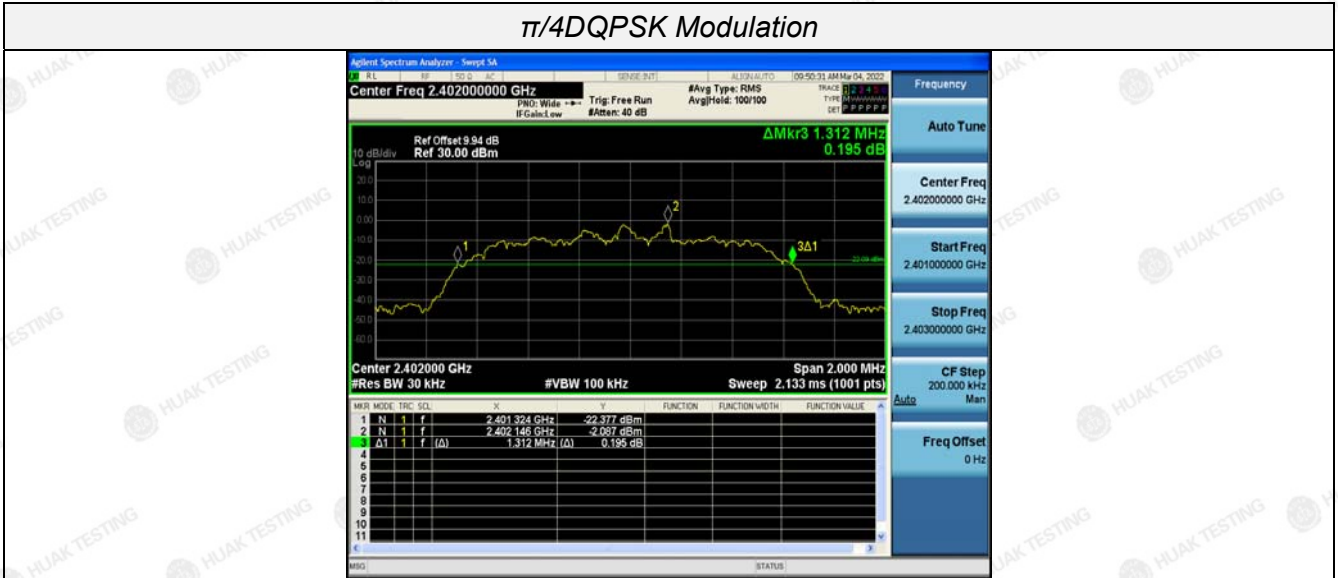 π/4DQPSK Modulation
Agilent Spectrum Analyzer - Swept SA
RL RF 50 Ω AC SENSE:INT ALIGNAUTO 09:50:31 AM Mar 04, 2022
Center Freq 2.402000000 GHz
#Avg Type: RMS
TRACE 1 2 3 4 5 6
PNO: Wide
Trig: Free Run
Avg|Hold: 100/100
TYPE
IFGain:Low
#Atten: 40 dB
DET P P P P P P
Frequency
Auto Tune
Center Freq
2.402000000 GHz
Start Freq
2.401000000 GHz
Stop Freq
2.403000000 GHz
CF Step
200.000 kHz
Auto Man
Freq Offset
0 Hz
ΔMkr3 1.312 MHz
0.195 dB
Ref Offset 9.94 dB
10 dB/div Ref 30.00 dBm
Log
20.0
10.0
0.00
-10.0
-20.0
-30.0
-40.0
-50.0
-60.0
1
2
3Δ1
Center 2.402000 GHz Span 2.000 MHz
#Res BW 30 kHz #VBW 100 kHz Sweep 2.133 ms (1001 pts)
MKR MODE TRC SCL X Y FUNCTION FUNCTION WIDTH FUNCTION VALUE
1 N 1 f 2.401 324 GHz -22.377 dBm
2 N 1 f 2.402 146 GHz -2.087 dBm
3 Δ1 1 f (Δ) 1.312 MHz (Δ) 0.195 dB
4
5
6
7
8
9
10
11
MSG STATUS
HUAK TESTING